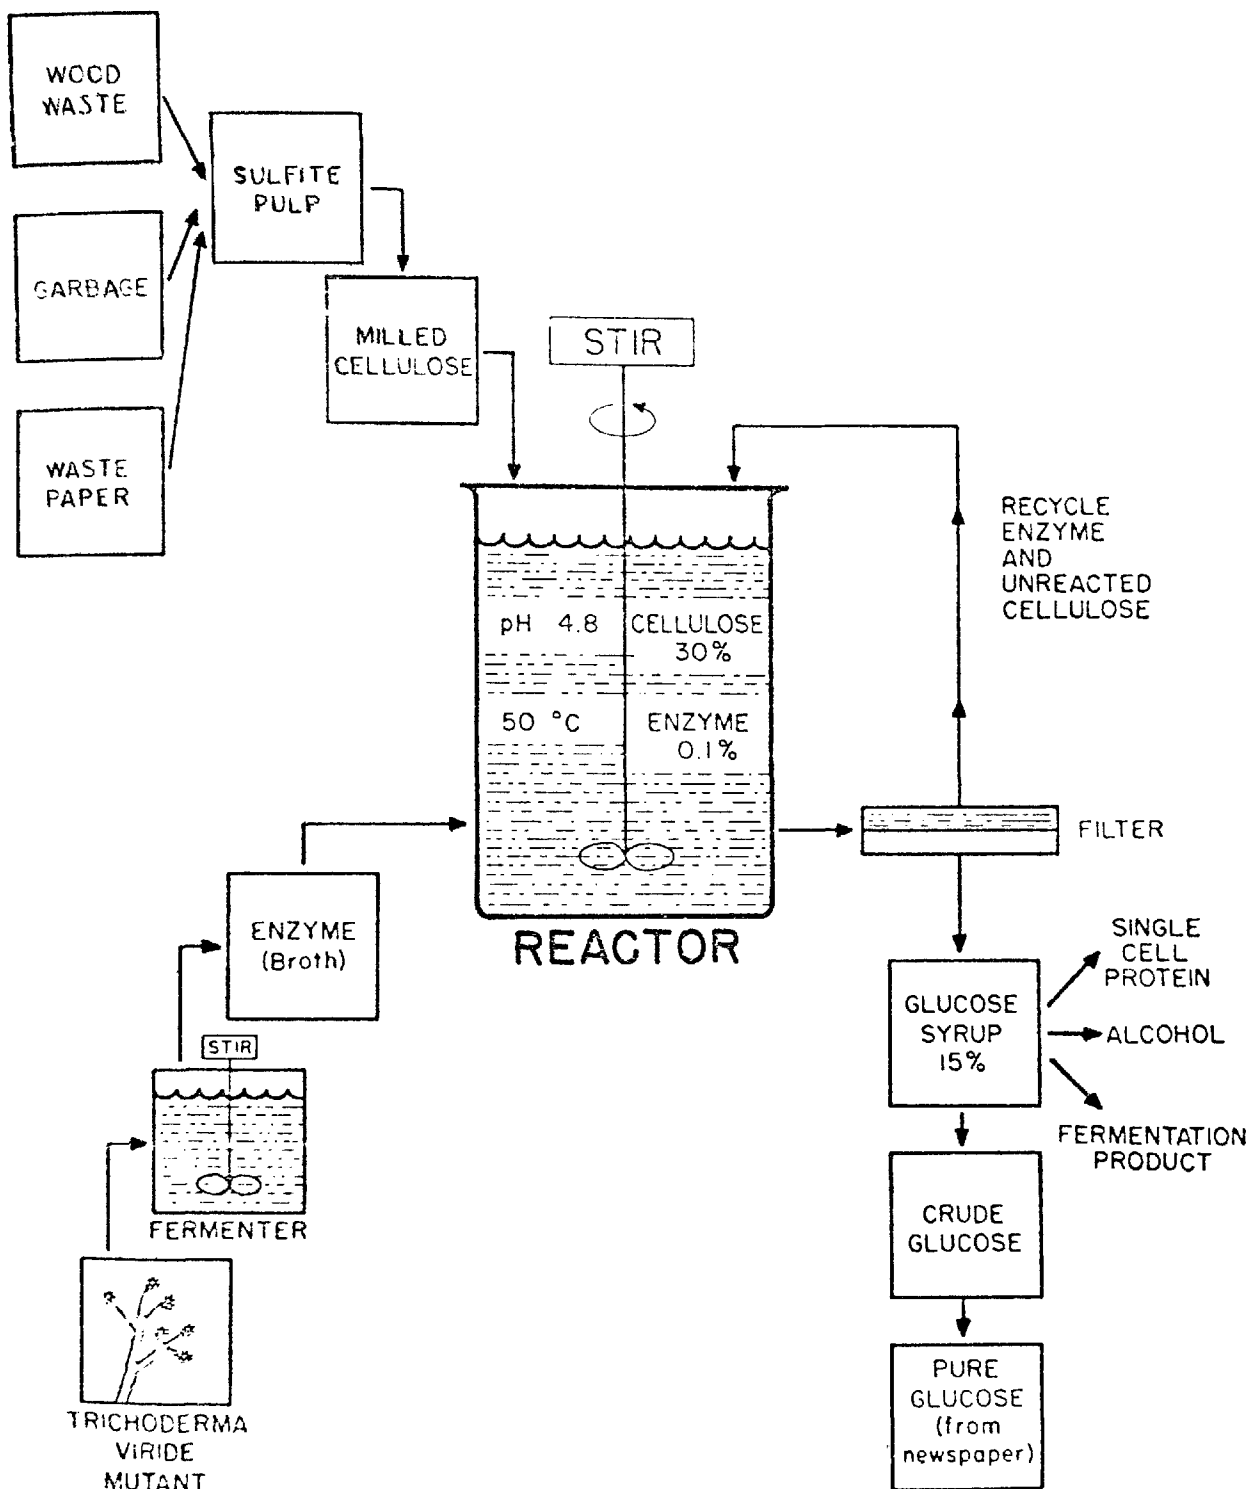 WOOD
WASTE
SULFITE
PULP
GARBAGE
MILLED
CELLULOSE
STIR
WASTE
PAPER
RECYCLE
ENZYME
AND
UNREACTED
CELLULOSE
pH 4.8
CELLULOSE
30%
50 °C
ENZYME
0.1%
FILTER
REACTOR
ENZYME
(Broth)
STIR
FERMENTER
TRICHODERMA
VIRIDE
MUTANT
GLUCOSE
SYRUP
15%
SINGLE
CELL
PROTEIN
ALCOHOL
FERMENTATION
PRODUCT
CRUDE
GLUCOSE
PURE
GLUCOSE
(from
newspaper)